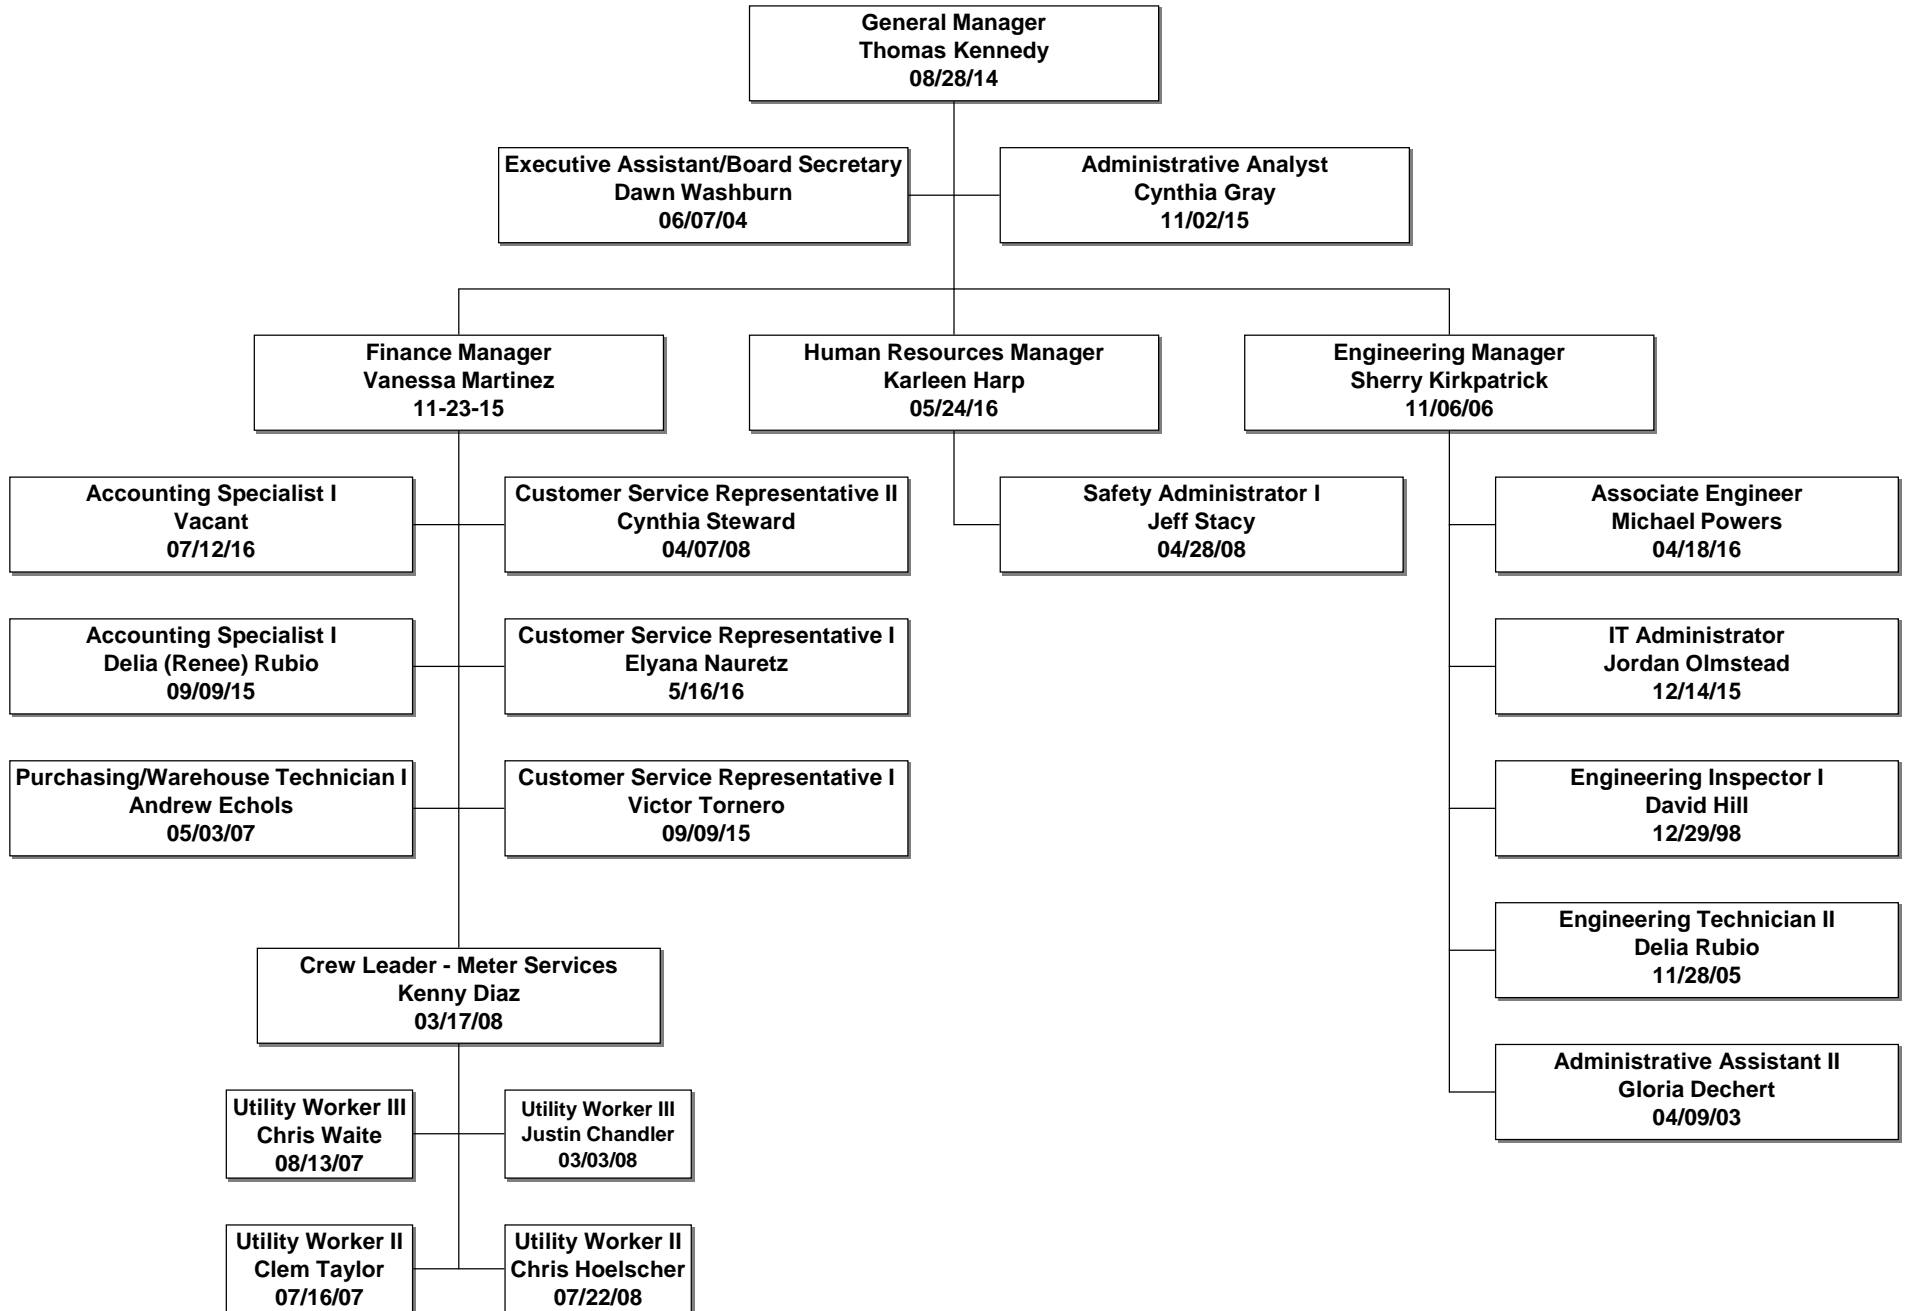 General Manager
Thomas Kennedy
08/28/14
Executive Assistant/Board Secretary
Dawn Washburn
06/07/04
Administrative Analyst
Cynthia Gray
11/02/15
Finance Manager
Vanessa Martinez
11-23-15
Human Resources Manager
Karleen Harp
05/24/16
Engineering Manager
Sherry Kirkpatrick
11/06/06
Accounting Specialist I
Vacant
07/12/16
Customer Service Representative II
Cynthia Steward
04/07/08
Safety Administrator I
Jeff Stacy
04/28/08
Associate Engineer
Michael Powers
04/18/16
Accounting Specialist I
Delia (Renee) Rubio
09/09/15
Customer Service Representative I
Elyana Nauretz
5/16/16
IT Administrator
Jordan Olmstead
12/14/15
Purchasing/Warehouse Technician I
Andrew Echols
05/03/07
Customer Service Representative I
Victor Tornero
09/09/15
Engineering Inspector I
David Hill
12/29/98
Engineering Technician II
Delia Rubio
11/28/05
Crew Leader - Meter Services
Kenny Diaz
03/17/08
Administrative Assistant II
Gloria Dechert
04/09/03
Utility Worker III
Chris Waite
08/13/07
Utility Worker III
Justin Chandler
03/03/08
Utility Worker II
Clem Taylor
07/16/07
Utility Worker II
Chris Hoelscher
07/22/08